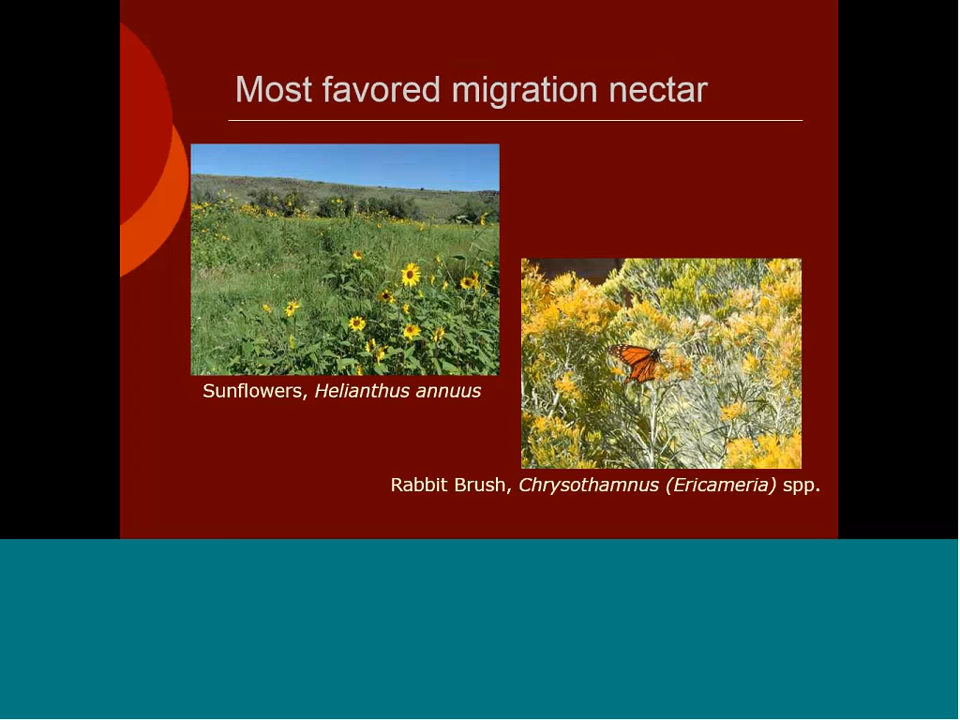 Most favored migration nectar
Sunflowers, Helianthus annuus
Rabbit Brush, Chrysothamnus (Ericameria) spp.